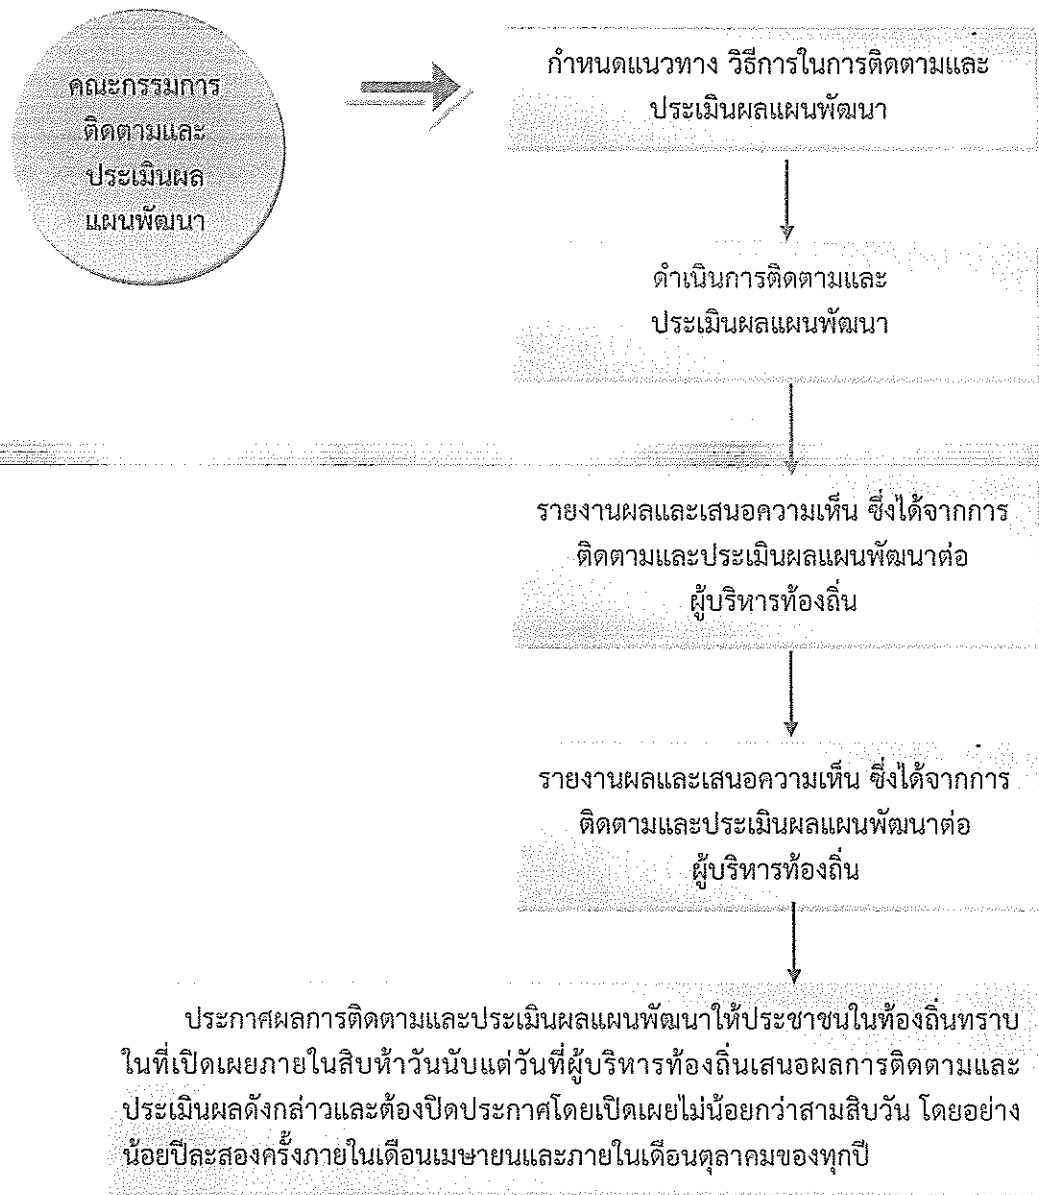 คณะกรรมการ
ติดตามและ
ประเมินผล
แผนพัฒนา
กำหนดแนวทาง วิธีการในการติดตามและ
ประเมินผลแผนพัฒนา
ดำเนินการติดตามและ
ประเมินผลแผนพัฒนา
รายงานผลและเสนอความเห็น ซึ่งได้จากการ
ติดตามและประเมินผลแผนพัฒนาต่อ
ผู้บริหารท้องถิ่น
รายงานผลและเสนอความเห็น ซึ่งได้จากการ
ติดตามและประเมินผลแผนพัฒนาต่อ
ผู้บริหารท้องถิ่น
ประกาศผลการติดตามและประเมินผลแผนพัฒนาให้ประชาชนในท้องถิ่นทราบ
ในที่เปิดเผยภายในสิบห้าวันนับแต่วันที่ผู้บริหารท้องถิ่นเสนอผลการติดตามและ
ประเมินผลดังกล่าวและต้องปิดประกาศโดยเปิดเผยไม่น้อยกว่าสามสิบวัน โดยอย่าง
น้อยปีละสองครั้งภายในเดือนเมษายนและภายในเดือนตุลาคมของทุกปี